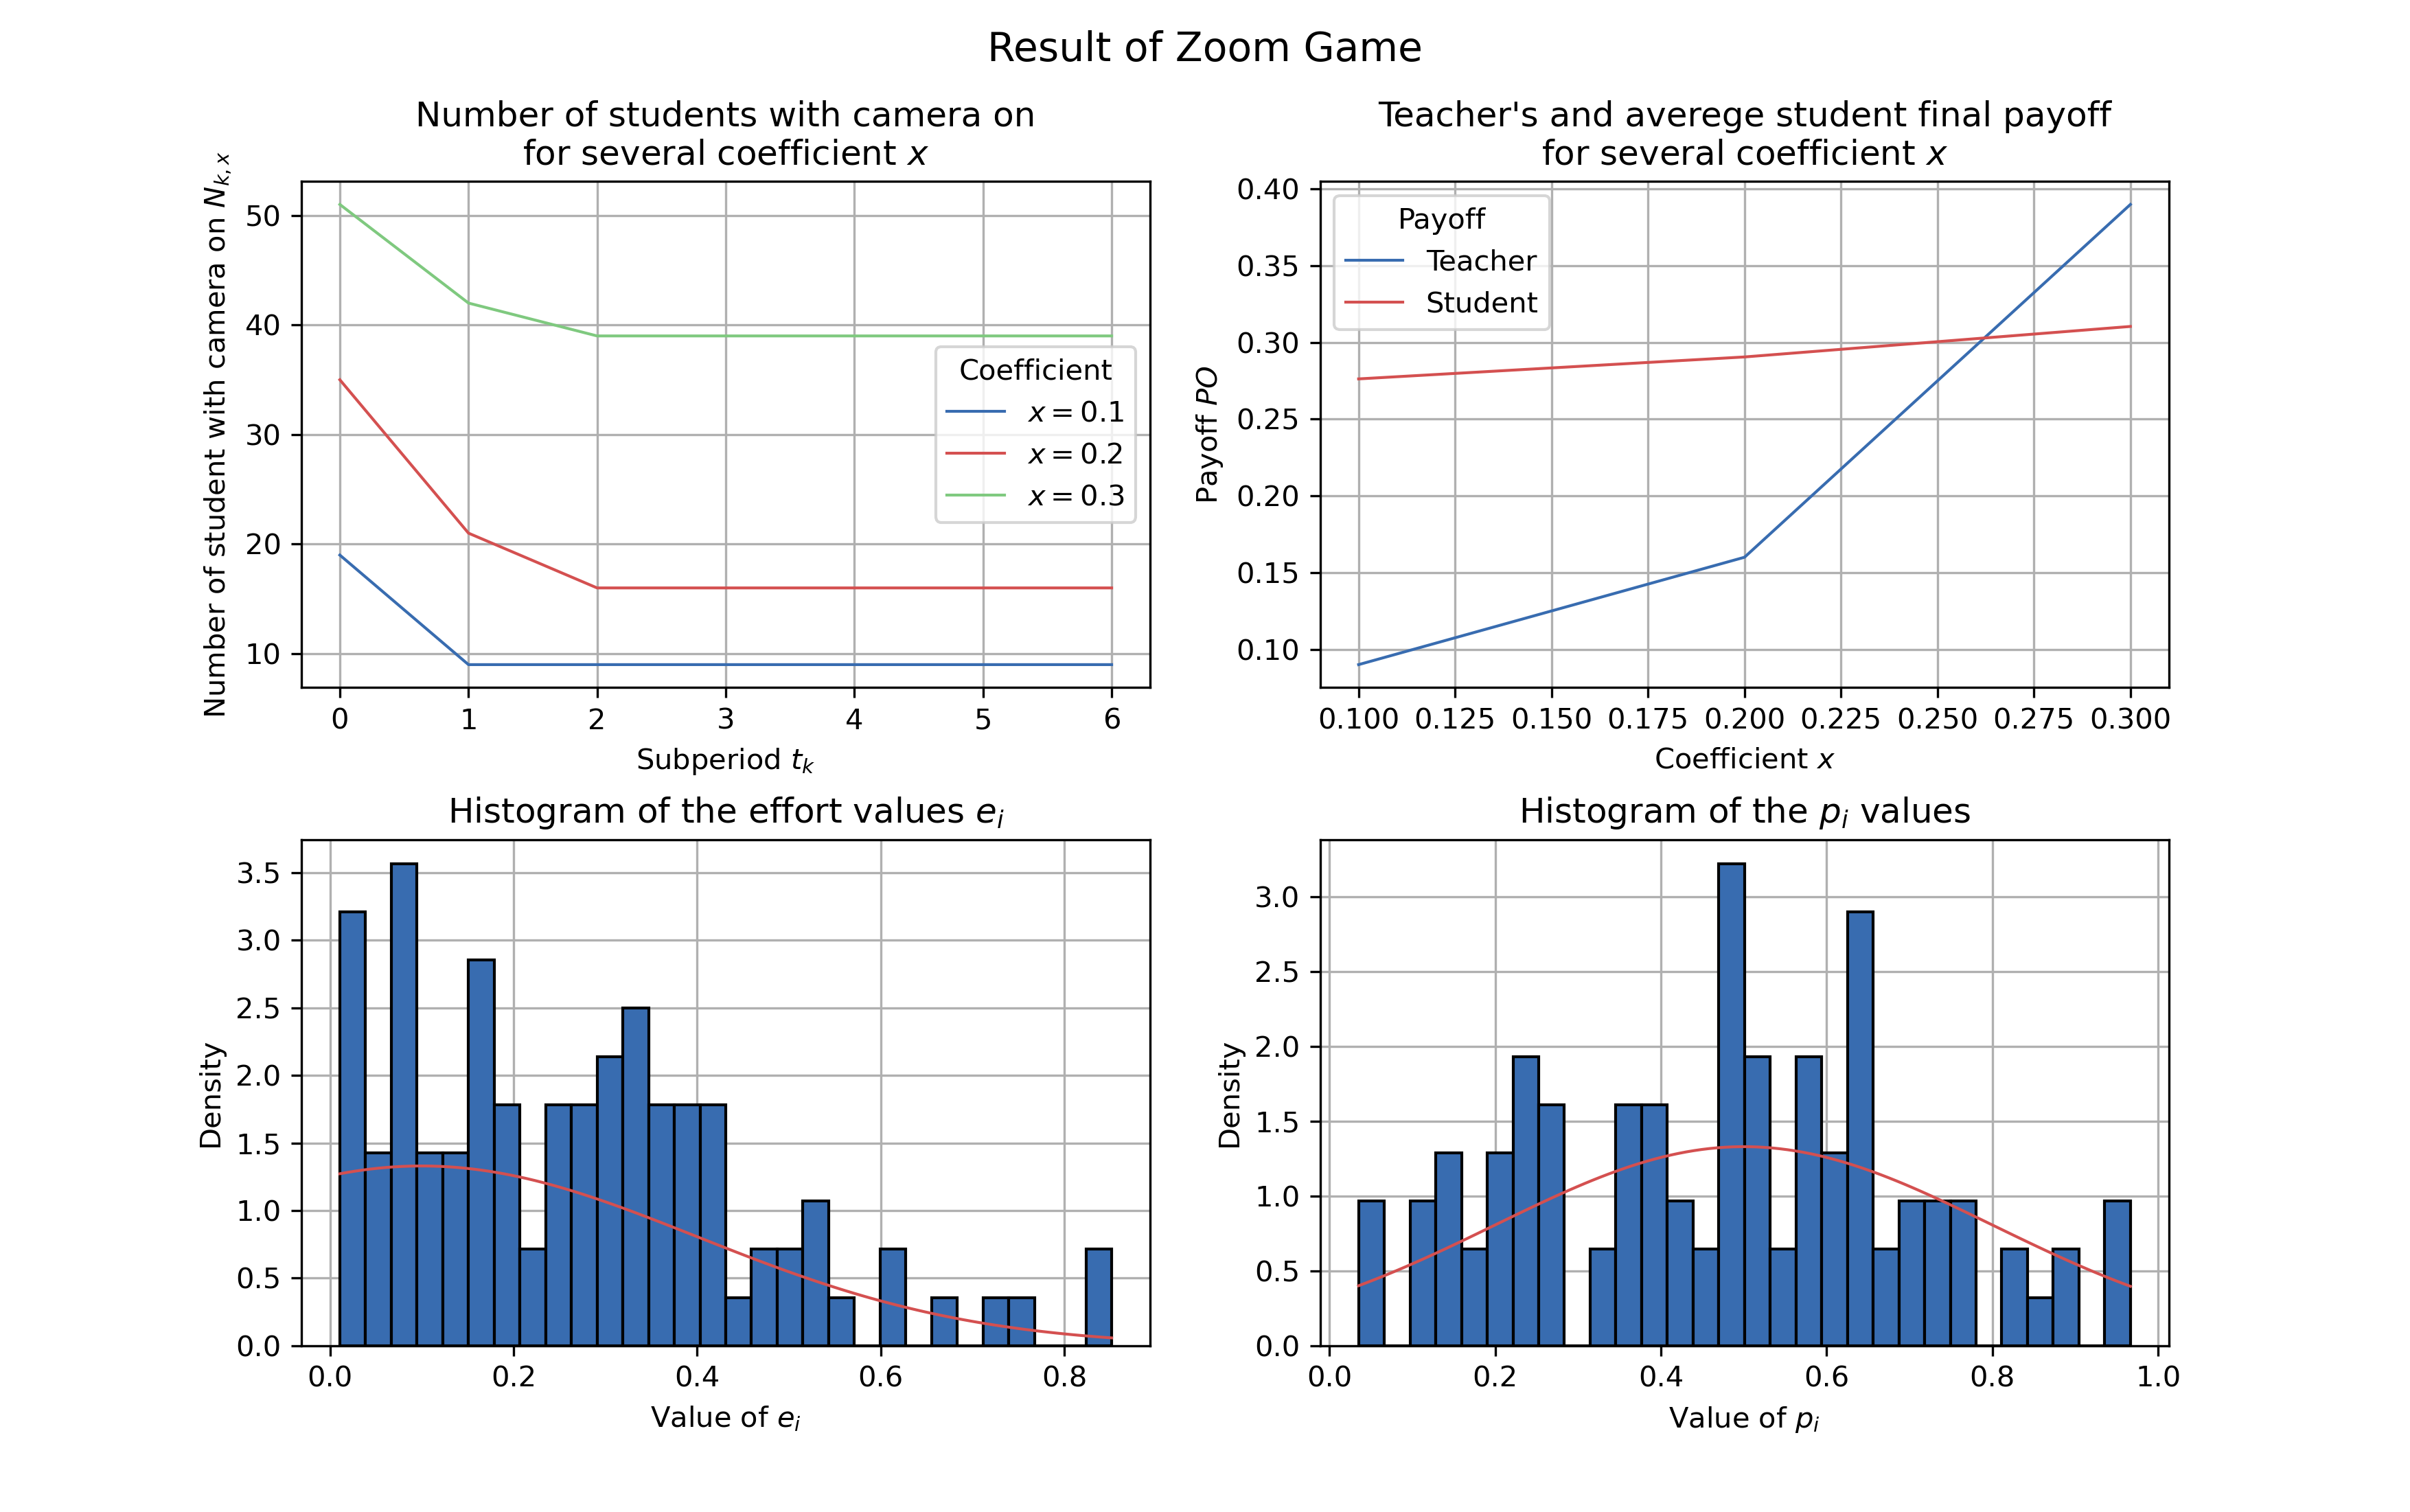 Result of Zoom Game
Number of students with camera on
for several coefficient x
Number of student with camera on N_{k,x}
50
40
30
20
10
Coefficient
x = 0.1
x = 0.2
x = 0.3
0 1 2 3 4 5 6
Subperiod t_k
Teacher's and averege student final payoff
for several coefficient x
Payoff PO
0.40
0.35
0.30
0.25
0.20
0.15
0.10
Payoff
Teacher
Student
0.100 0.125 0.150 0.175 0.200 0.225 0.250 0.275 0.300
Coefficient x
Histogram of the effort values e_i
Density
3.5
3.0
2.5
2.0
1.5
1.0
0.5
0.0
0.0 0.2 0.4 0.6 0.8
Value of e_i
Histogram of the p_i values
Density
3.0
2.5
2.0
1.5
1.0
0.5
0.0
0.0 0.2 0.4 0.6 0.8 1.0
Value of p_i